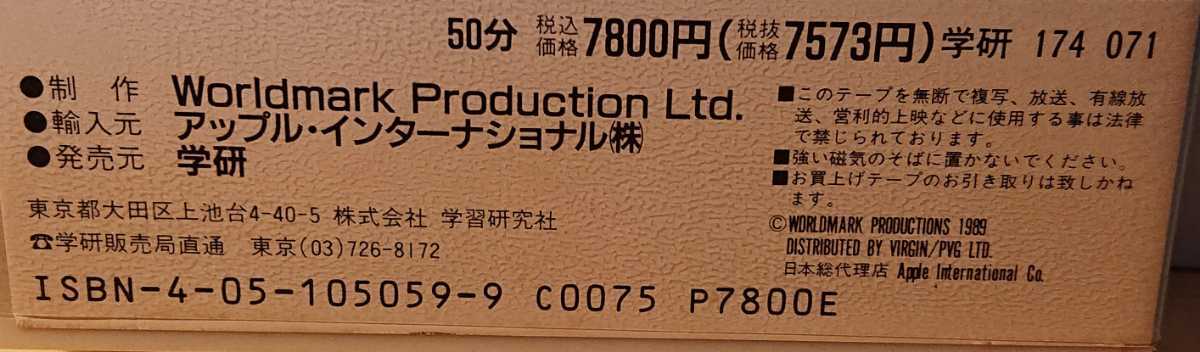 50分 税込価格7800円(税抜価格7573円)学研 174 071
●制　作 Worldmark Production Ltd.
●輸入元 アップル・インターナショナル㈱
●発売元 学研
東京都大田区上池台4-40-5 株式会社 学習研究社
☎学研販売局直通 東京(03)726-8172
■このテープを無断で複写、放送、有線放
送、営利的上映などに使用する事は法律
で禁じられております。
■強い磁気のそばに置かないでください。
■お買上げテープのお引き取りは致しかね
ます。
©WORLDMARK PRODUCTIONS 1989
DISTRIBUTED BY VIRGIN/PVG LTD.
日本総代理店 Apple International Co.
ISBN-4-05-105059-9 C0075 P7800E